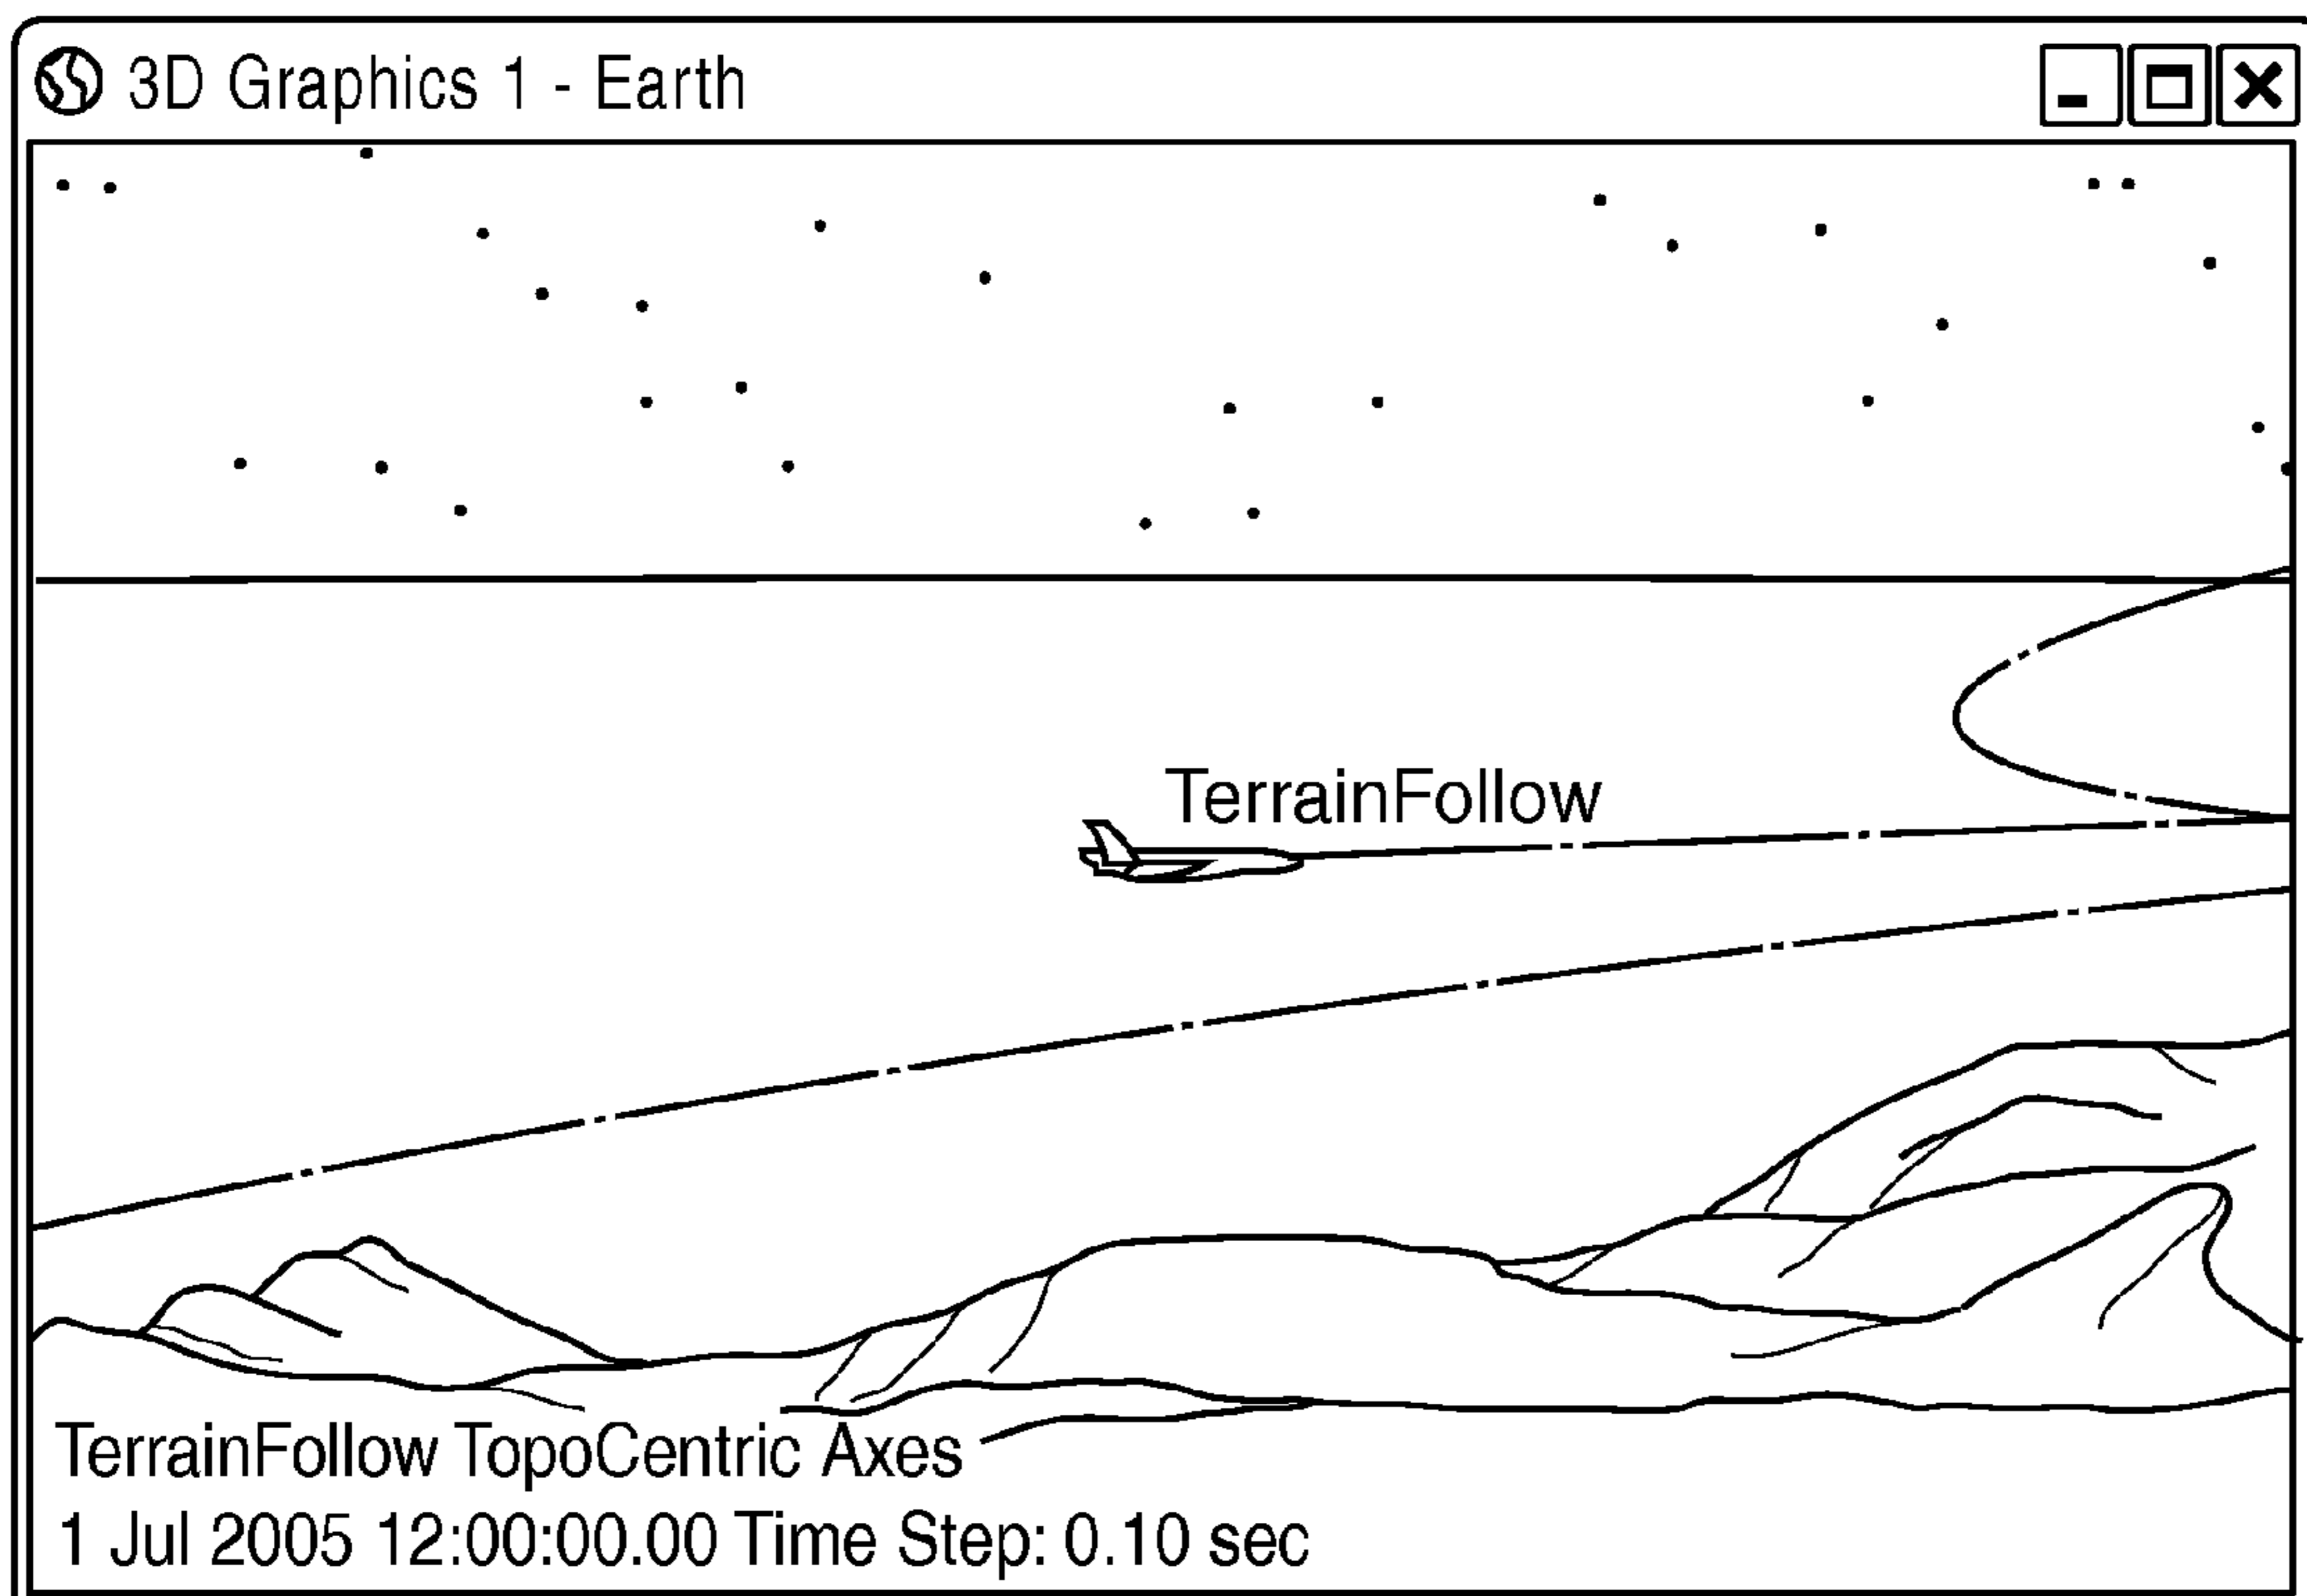 3D Graphics 1 - Earth
TerrainFollow
TerrainFollow TopoCentric Axes
1 Jul 2005 12:00:00.00 Time Step: 0.10 sec